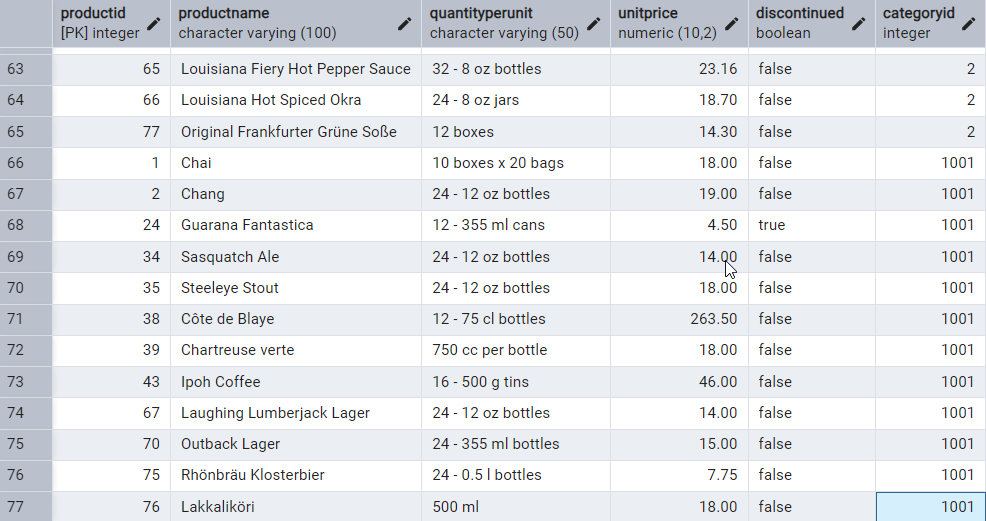 productid productname quantityperunit unitprice discontinued categoryid
[PK] integer character varying (100) character varying (50) numeric (10,2) boolean integer
63 65 Louisiana Fiery Hot Pepper Sauce 32 - 8 oz bottles 23.16 false 2
64 66 Louisiana Hot Spiced Okra 24 - 8 oz jars 18.70 false 2
65 77 Original Frankfurter Grüne Soße 12 boxes 14.30 false 2
66 1 Chai 10 boxes x 20 bags 18.00 false 1001
67 2 Chang 24 - 12 oz bottles 19.00 false 1001
68 24 Guarana Fantastica 12 - 355 ml cans 4.50 true 1001
69 34 Sasquatch Ale 24 - 12 oz bottles 14.00 false 1001
70 35 Steeleye Stout 24 - 12 oz bottles 18.00 false 1001
71 38 Côte de Blaye 12 - 75 cl bottles 263.50 false 1001
72 39 Chartreuse verte 750 cc per bottle 18.00 false 1001
73 43 Ipoh Coffee 16 - 500 g tins 46.00 false 1001
74 67 Laughing Lumberjack Lager 24 - 12 oz bottles 14.00 false 1001
75 70 Outback Lager 24 - 355 ml bottles 15.00 false 1001
76 75 Rhönbräu Klosterbier 24 - 0.5 l bottles 7.75 false 1001
77 76 Lakkaliköri 500 ml 18.00 false 1001